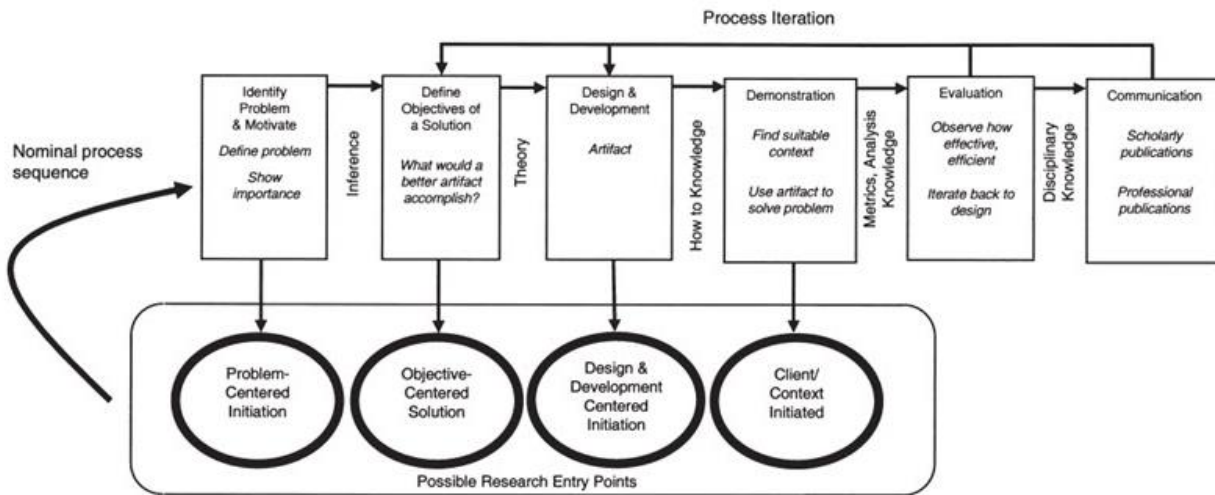 Process Iteration
Nominal process
sequence
Identify
Problem
& Motivate
Define problem
Show
importance
Inference
Define
Objectives of
a Solution
What would a
better artifact
accomplish?
Theory
Design &
Development
Artifact
How to Knowledge
Demonstration
Find suitable
context
Use artifact to
solve problem
Metrics, Analysis
Knowledge
Evaluation
Observe how
effective,
efficient
Iterate back to
design
Disciplinary
Knowledge
Communication
Scholarly
publications
Professional
publications
Problem-
Centered
Initiation
Objective-
Centered
Solution
Design &
Development
Centered
Initiation
Client/
Context
Initiated
Possible Research Entry Points